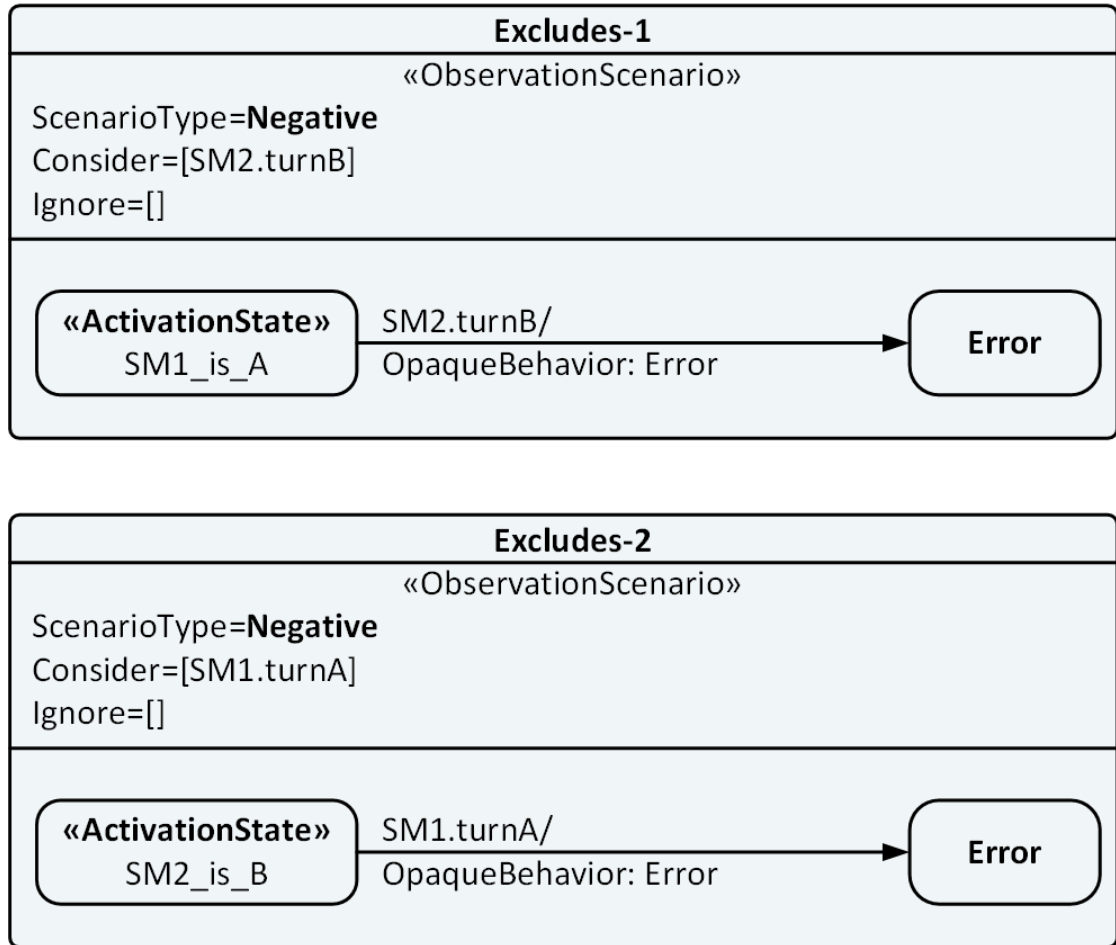 Excludes-1
«ObservationScenario»
ScenarioType=Negative
Consider=[SM2.turnB]
Ignore=[]
«ActivationState»
SM1_is_A
SM2.turnB/
OpaqueBehavior: Error
Error
Excludes-2
«ObservationScenario»
ScenarioType=Negative
Consider=[SM1.turnA]
Ignore=[]
«ActivationState»
SM2_is_B
SM1.turnA/
OpaqueBehavior: Error
Error